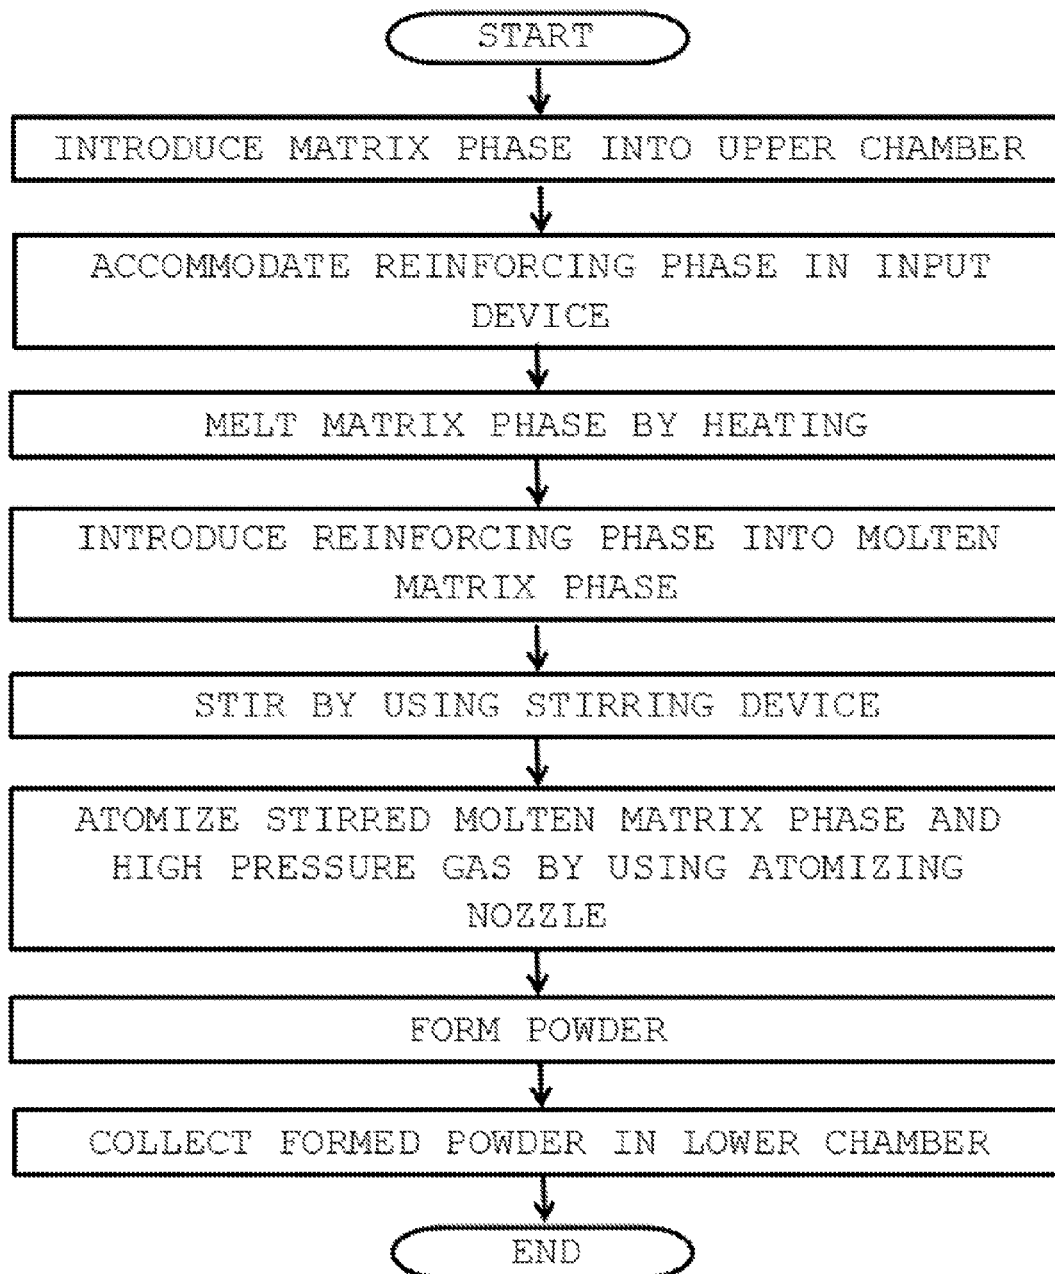 START
INTRODUCE MATRIX PHASE INTO UPPER CHAMBER
ACCOMMODATE REINFORCING PHASE IN INPUT
DEVICE
MELT MATRIX PHASE BY HEATING
INTRODUCE REINFORCING PHASE INTO MOLTEN
MATRIX PHASE
STIR BY USING STIRRING DEVICE
ATOMIZE STIRRED MOLTEN MATRIX PHASE AND
HIGH PRESSURE GAS BY USING ATOMIZING
NOZZLE
FORM POWDER
COLLECT FORMED POWDER IN LOWER CHAMBER
END